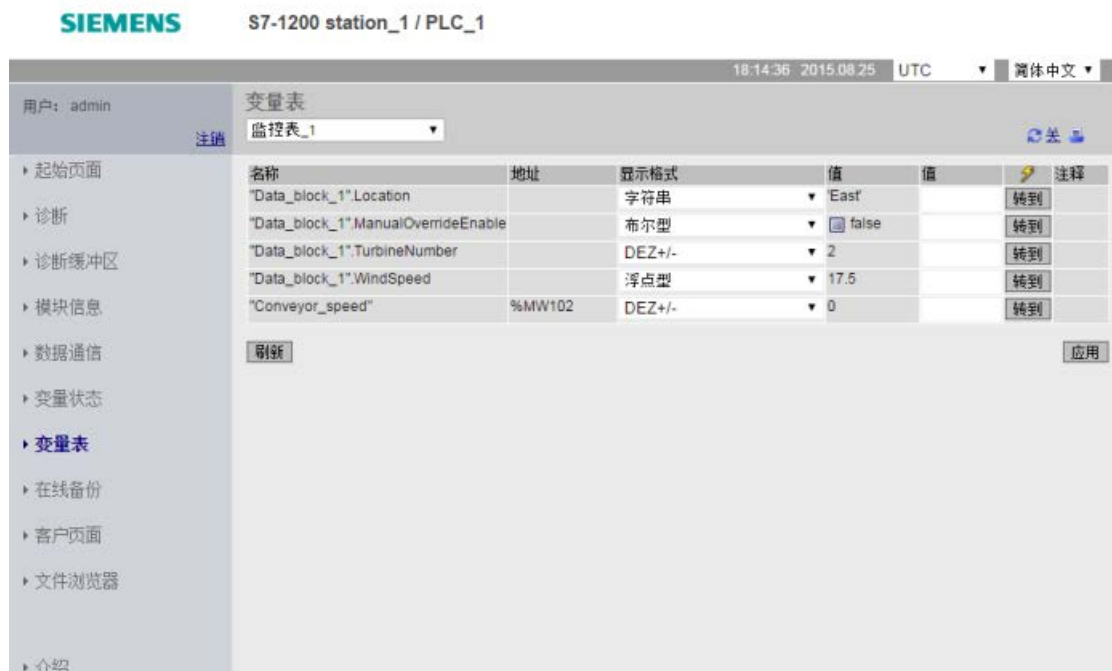 SIEMENS S7-1200 station_1 / PLC_1
18:14:36 2015.08.25 UTC 简体中文
用户: admin
注销
变量表
监控表_1
关
起始页面
诊断
诊断缓冲区
模块信息
数据通信
变量状态
变量表
在线备份
客户页面
文件浏览器
介绍
名称 地址 显示格式 值 值 注释
"Data_block_1".Location 字符串 'East' 转到
"Data_block_1".ManualOverrideEnable 布尔型 false 转到
"Data_block_1".TurbineNumber DEZ+/- 2 转到
"Data_block_1".WindSpeed 浮点型 17.5 转到
"Conveyor_speed" %MW102 DEZ+/- 0 转到
刷新 应用